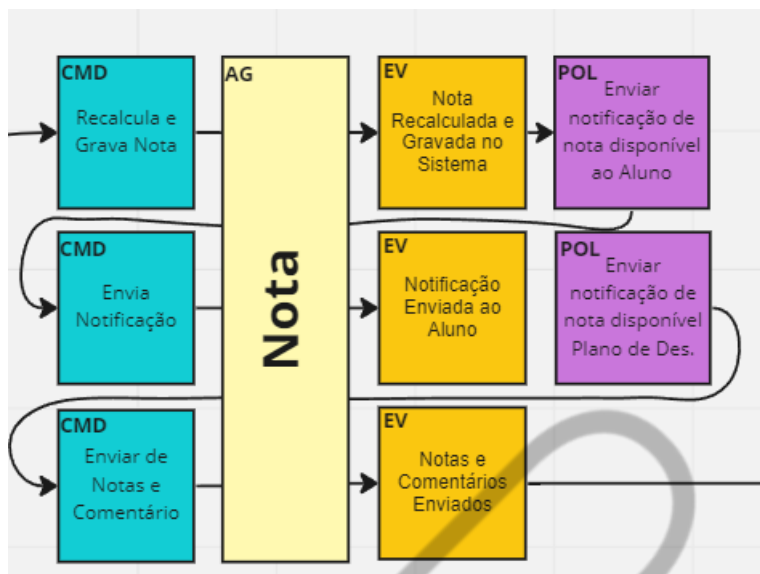 CMD
Recalcula e
Grava Nota
AG
Nota
EV
Nota
Recalculada e
Gravada no
Sistema
POL
Enviar
notificação de
nota disponível
ao Aluno
CMD
Envia
Notificação
EV
Notificação
Enviada ao
Aluno
POL
Enviar
notificação de
nota disponível
Plano de Des.
CMD
Enviar de
Notas e
Comentário
EV
Notas e
Comentários
Enviados